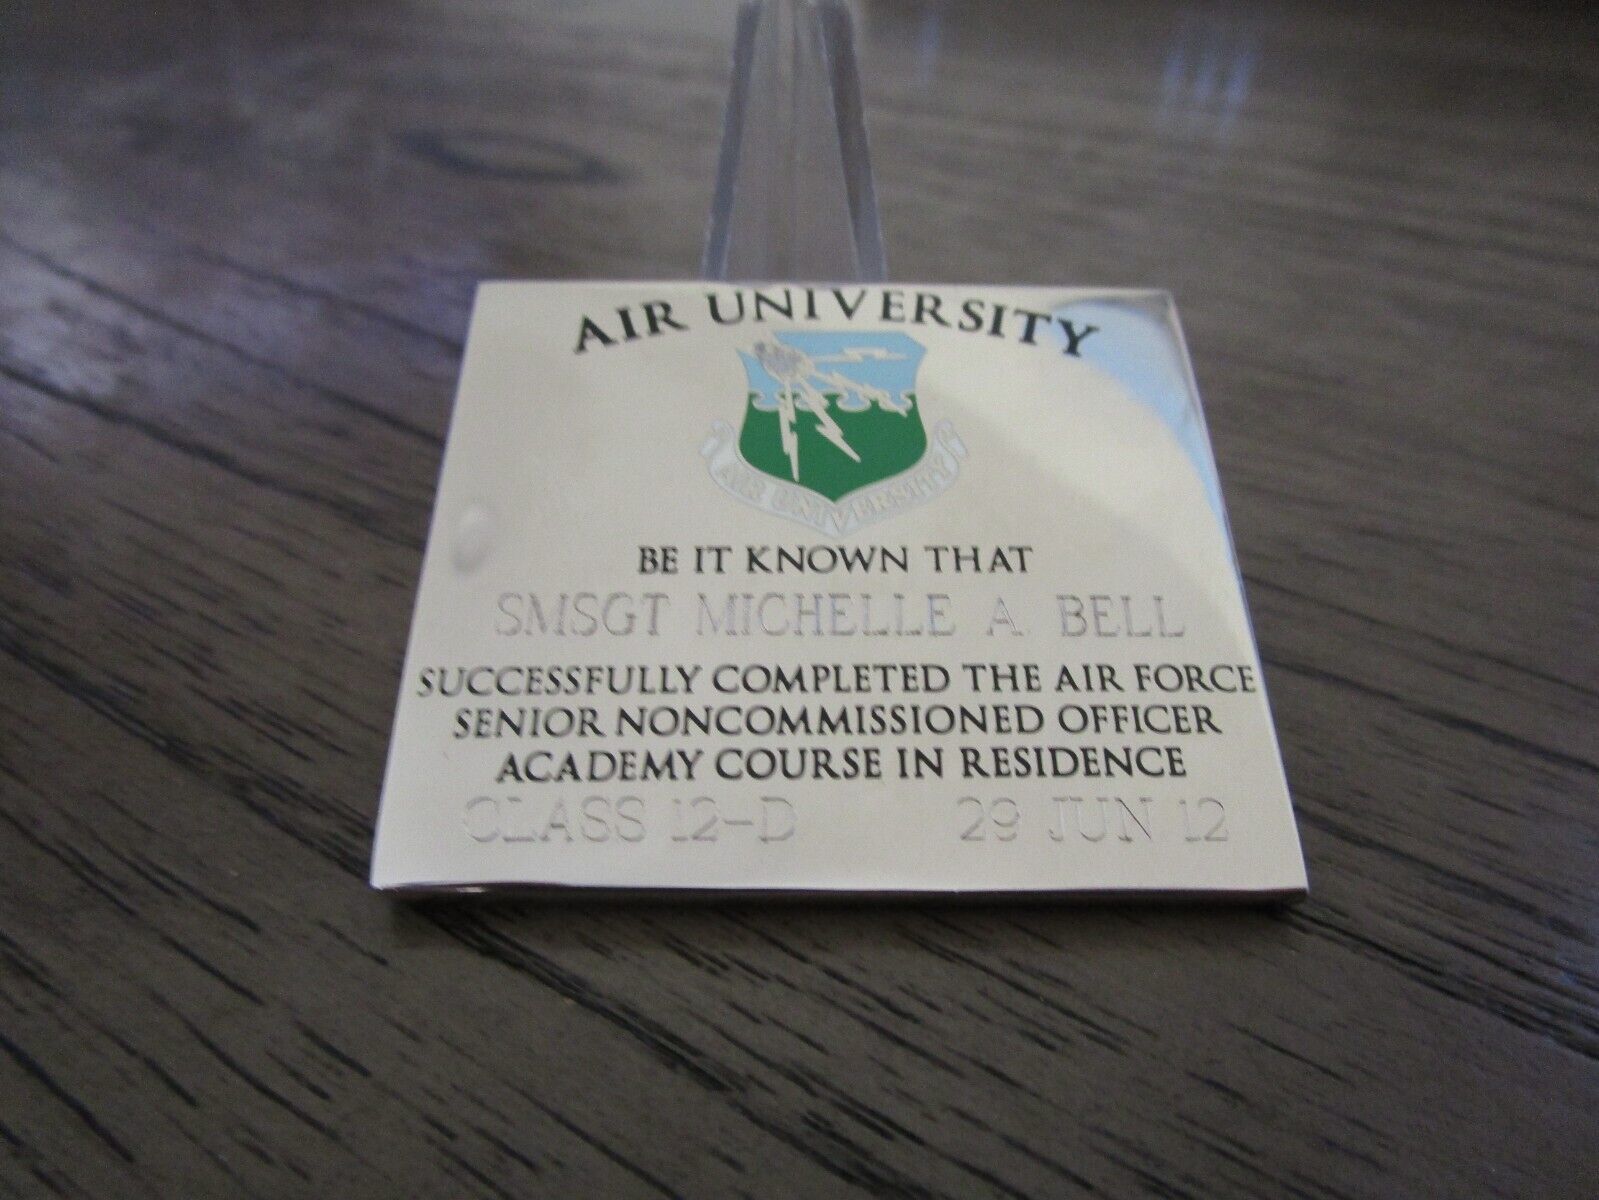 AIR UNIVERSITY
AIR UNIVERSITY
BE IT KNOWN THAT
SMSGT MICHELLE A. BELL
SUCCESSFULLY COMPLETED THE AIR FORCE
SENIOR NONCOMMISSIONED OFFICER
ACADEMY COURSE IN RESIDENCE
CLASS 12-D 29 JUN 12